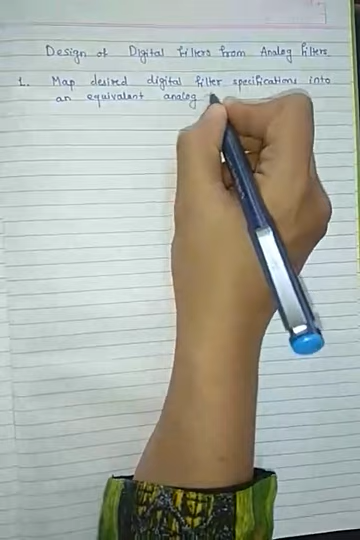 Design of Digital Filters from Analog Filters.
1. Map desired digital filter specifications into
an equivalent analog